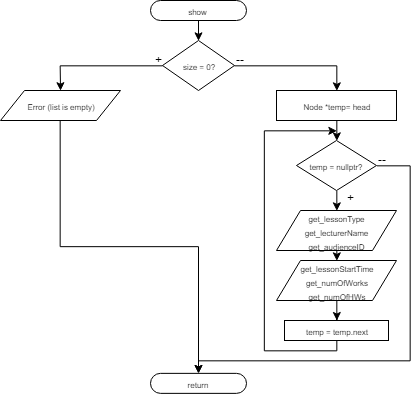 show
+
size = 0?
--
Error (list is empty)
Node *temp= head
temp = nullptr?
--
+
get_lessonType
get_lecturerName
get_audienceID
get_lessonStartTime
get_numOfWorks
get_numOfHWs
temp = temp.next
return